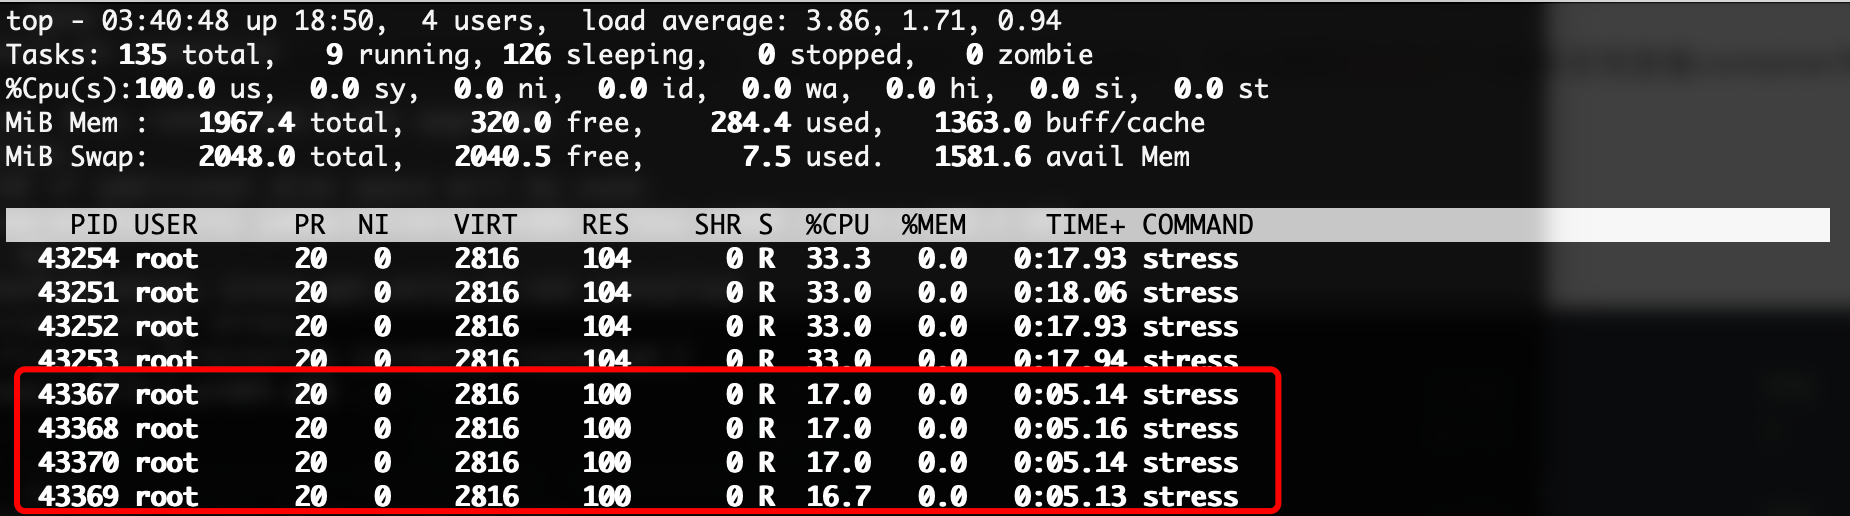 top - 03:40:48 up 18:50,  4 users,  load average: 3.86, 1.71, 0.94
Tasks: 135 total,   9 running, 126 sleeping,   0 stopped,   0 zombie
%Cpu(s):100.0 us,  0.0 sy,  0.0 ni,  0.0 id,  0.0 wa,  0.0 hi,  0.0 si,  0.0 st
MiB Mem :   1967.4 total,    320.0 free,    284.4 used,   1363.0 buff/cache
MiB Swap:   2048.0 total,   2040.5 free,      7.5 used.   1581.6 avail Mem
PID USER      PR  NI    VIRT    RES    SHR S  %CPU  %MEM     TIME+ COMMAND
43254 root      20   0    2816    104      0 R  33.3   0.0   0:17.93 stress
43251 root      20   0    2816    104      0 R  33.0   0.0   0:18.06 stress
43252 root      20   0    2816    104      0 R  33.0   0.0   0:17.93 stress
43253 root      20   0    2816    104      0 R  33.0   0.0   0:17.94 stress
43367 root      20   0    2816    100      0 R  17.0   0.0   0:05.14 stress
43368 root      20   0    2816    100      0 R  17.0   0.0   0:05.16 stress
43370 root      20   0    2816    100      0 R  17.0   0.0   0:05.14 stress
43369 root      20   0    2816    100      0 R  16.7   0.0   0:05.13 stress